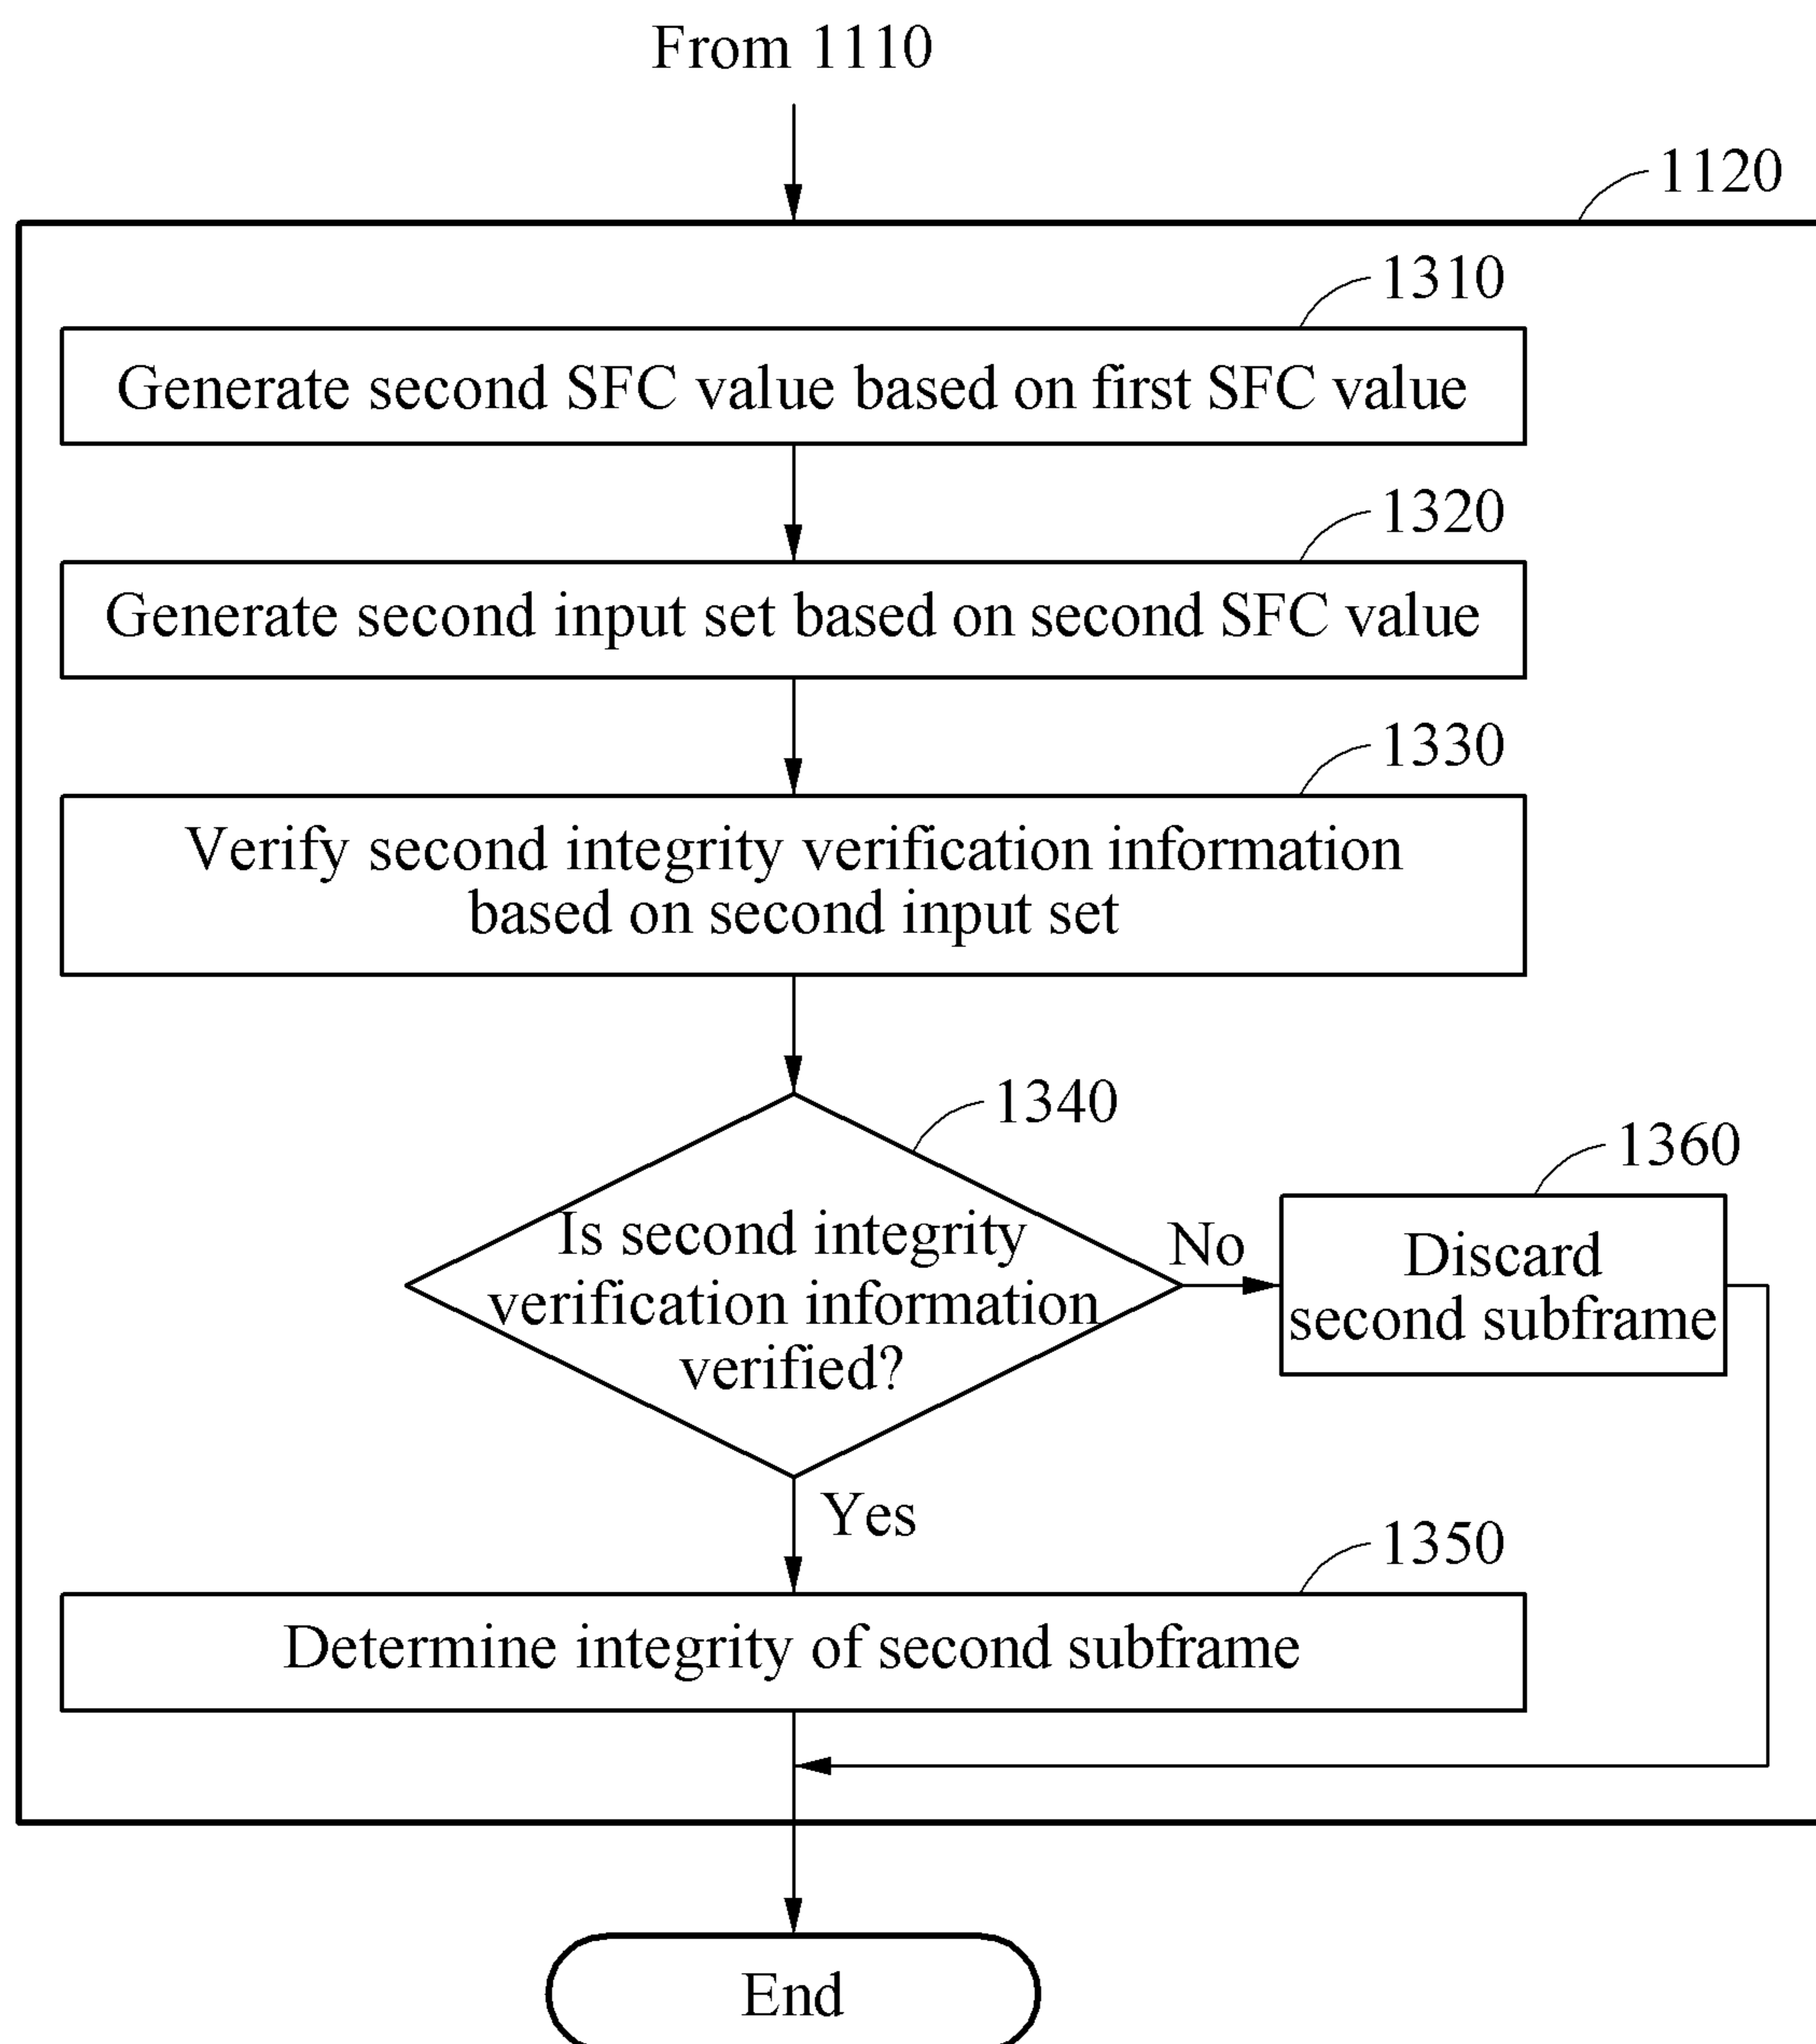 From 1110
1120
1310
Generate second SFC value based on first SFC value
1320
Generate second input set based on second SFC value
1330
Verify second integrity verification information
based on second input set
1340
Is second integrity
verification information
verified?
No
1360
Discard
second subframe
Yes
1350
Determine integrity of second subframe
End